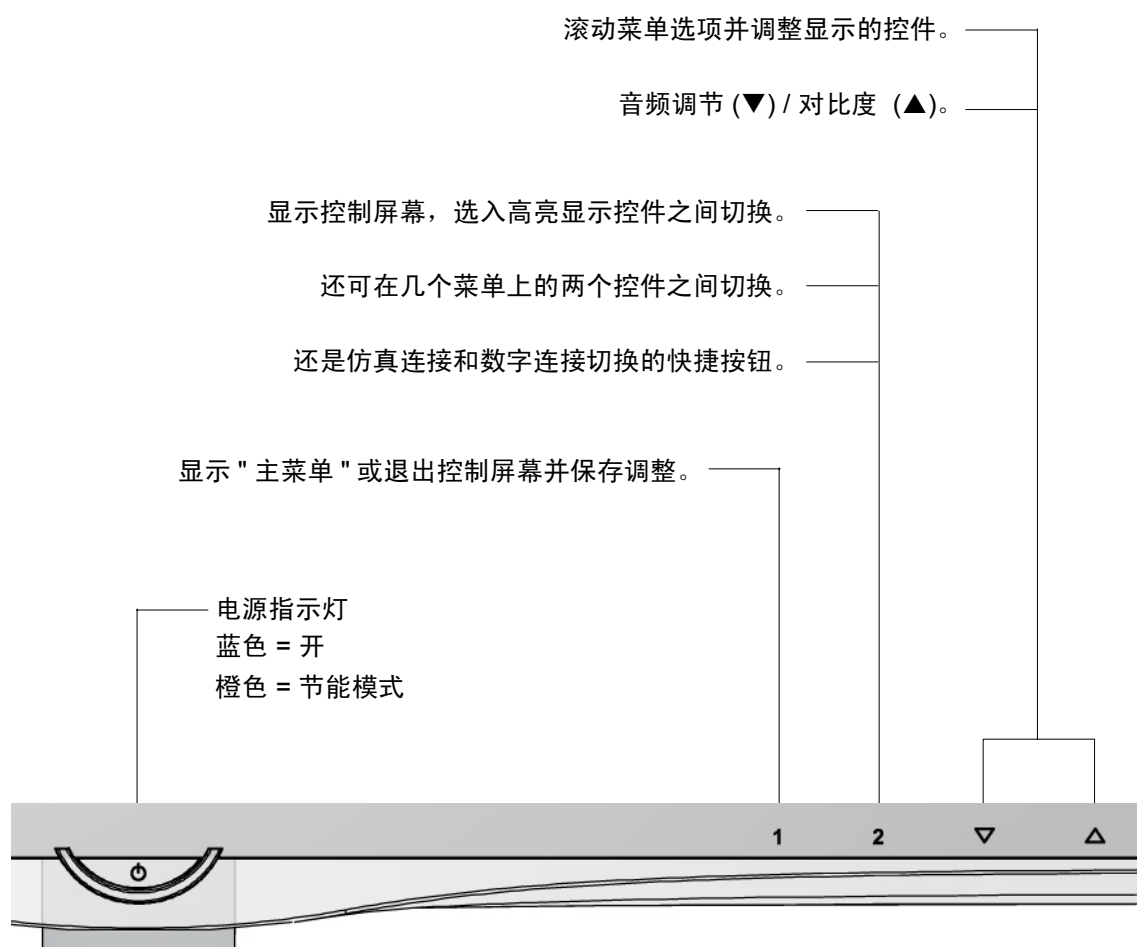 滚动菜单选项并调整显示的控件。
音频调节 (▼) / 对比度 (▲)。
显示控制屏幕，选入高亮显示控件之间切换。
还可在几个菜单上的两个控件之间切换。
还是仿真连接和数字连接切换的快捷按钮。
显示 " 主菜单 " 或退出控制屏幕并保存调整。
电源指示灯
蓝色 = 开
橙色 = 节能模式
1 2 ▽ △